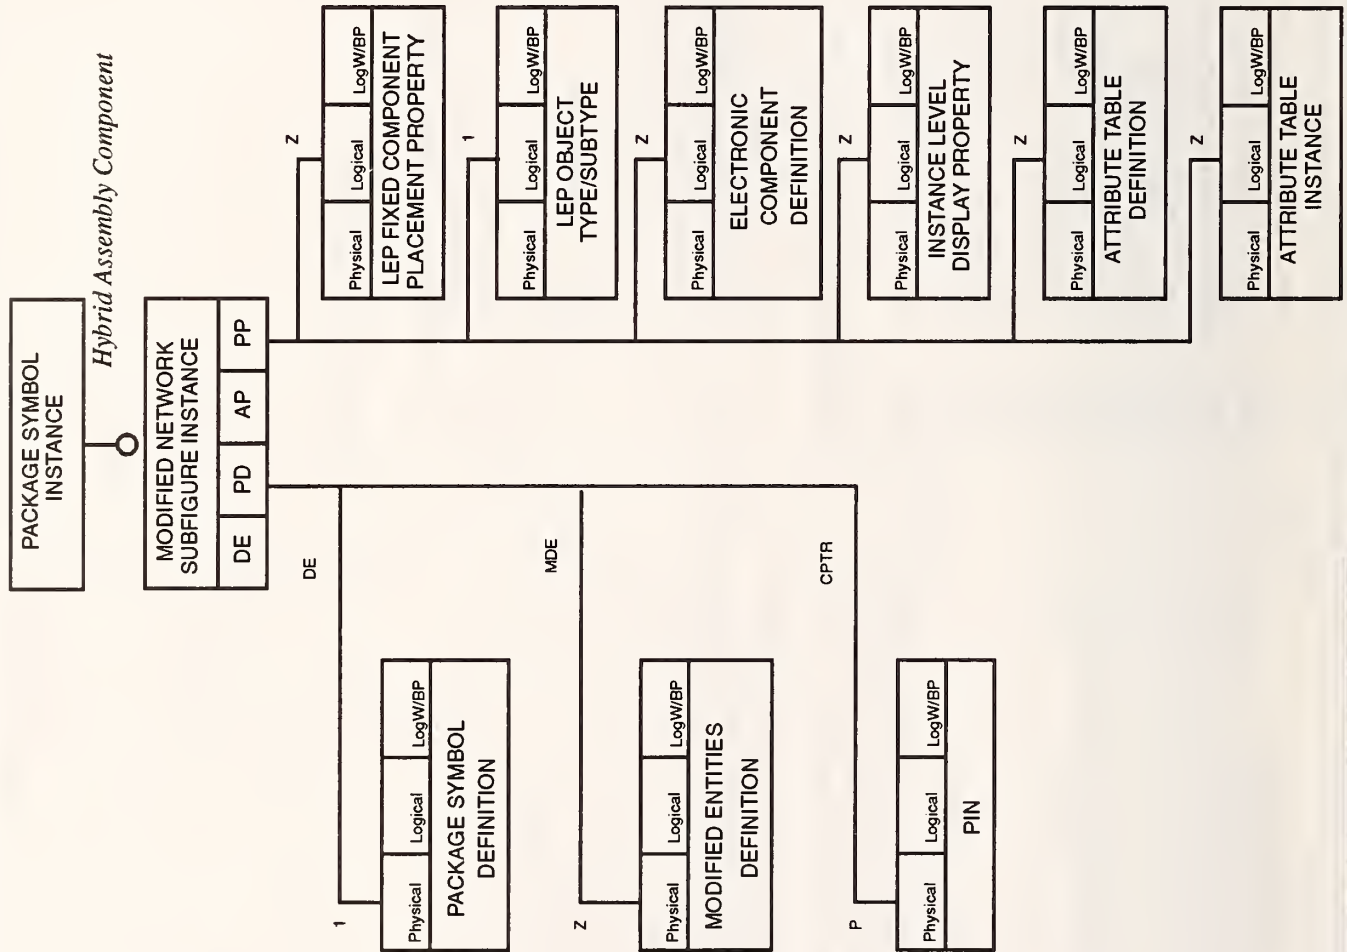 PACKAGE SYMBOL
INSTANCE
Hybrid Assembly Component
MODIFIED NETWORK
SUBFIGURE INSTANCE
DE PD AP PP
DE
1
Physical Logical LogW/BP
PACKAGE SYMBOL
DEFINITION
MDE
Z
Physical Logical LogW/BP
MODIFIED ENTITIES
DEFINITION
CPTR
P
Physical Logical LogW/BP
PIN
Z
Physical Logical LogW/BP
LEP FIXED COMPONENT
PLACEMENT PROPERTY
1
Physical Logical LogW/BP
LEP OBJECT
TYPE/SUBTYPE
Z
Physical Logical LogW/BP
ELECTRONIC
COMPONENT
DEFINITION
Z
Physical Logical LogW/BP
INSTANCE LEVEL
DISPLAY PROPERTY
Z
Physical Logical LogW/BP
ATTRIBUTE TABLE
DEFINITION
Z
Physical Logical LogW/BP
ATTRIBUTE TABLE
INSTANCE